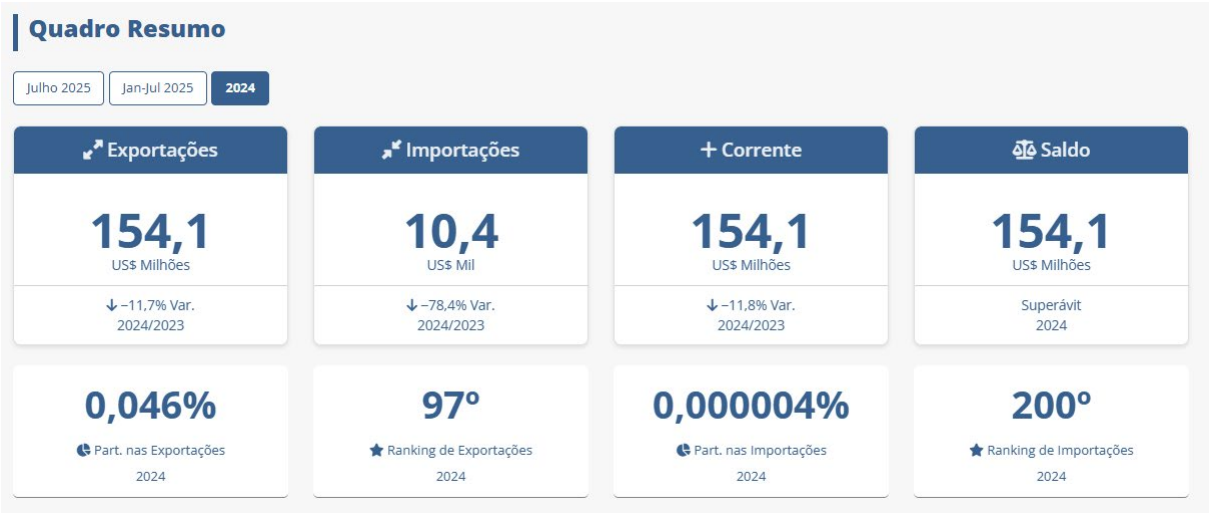 Quadro Resumo
Julho 2025
Jan-Jul 2025
2024
Exportações
154,1
US$ Milhões
–11,7% Var.
2024/2023
Importações
10,4
US$ Mil
–78,4% Var.
2024/2023
Corrente
154,1
US$ Milhões
–11,8% Var.
2024/2023
Saldo
154,1
US$ Milhões
Superávit
2024
0,046%
Part. nas Exportações
2024
97º
Ranking de Exportações
2024
0,000004%
Part. nas Importações
2024
200º
Ranking de Importações
2024